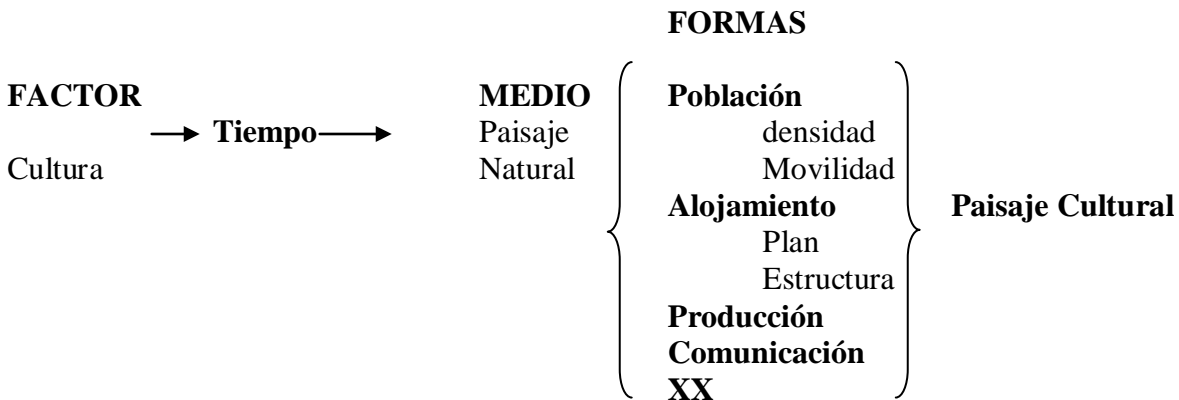 FORMAS
FACTOR MEDIO Población
Tiempo Paisaje densidad
Cultura Natural Movilidad
Alojamiento Paisaje Cultural
Plan
Estructura
Producción
Comunicación
XX